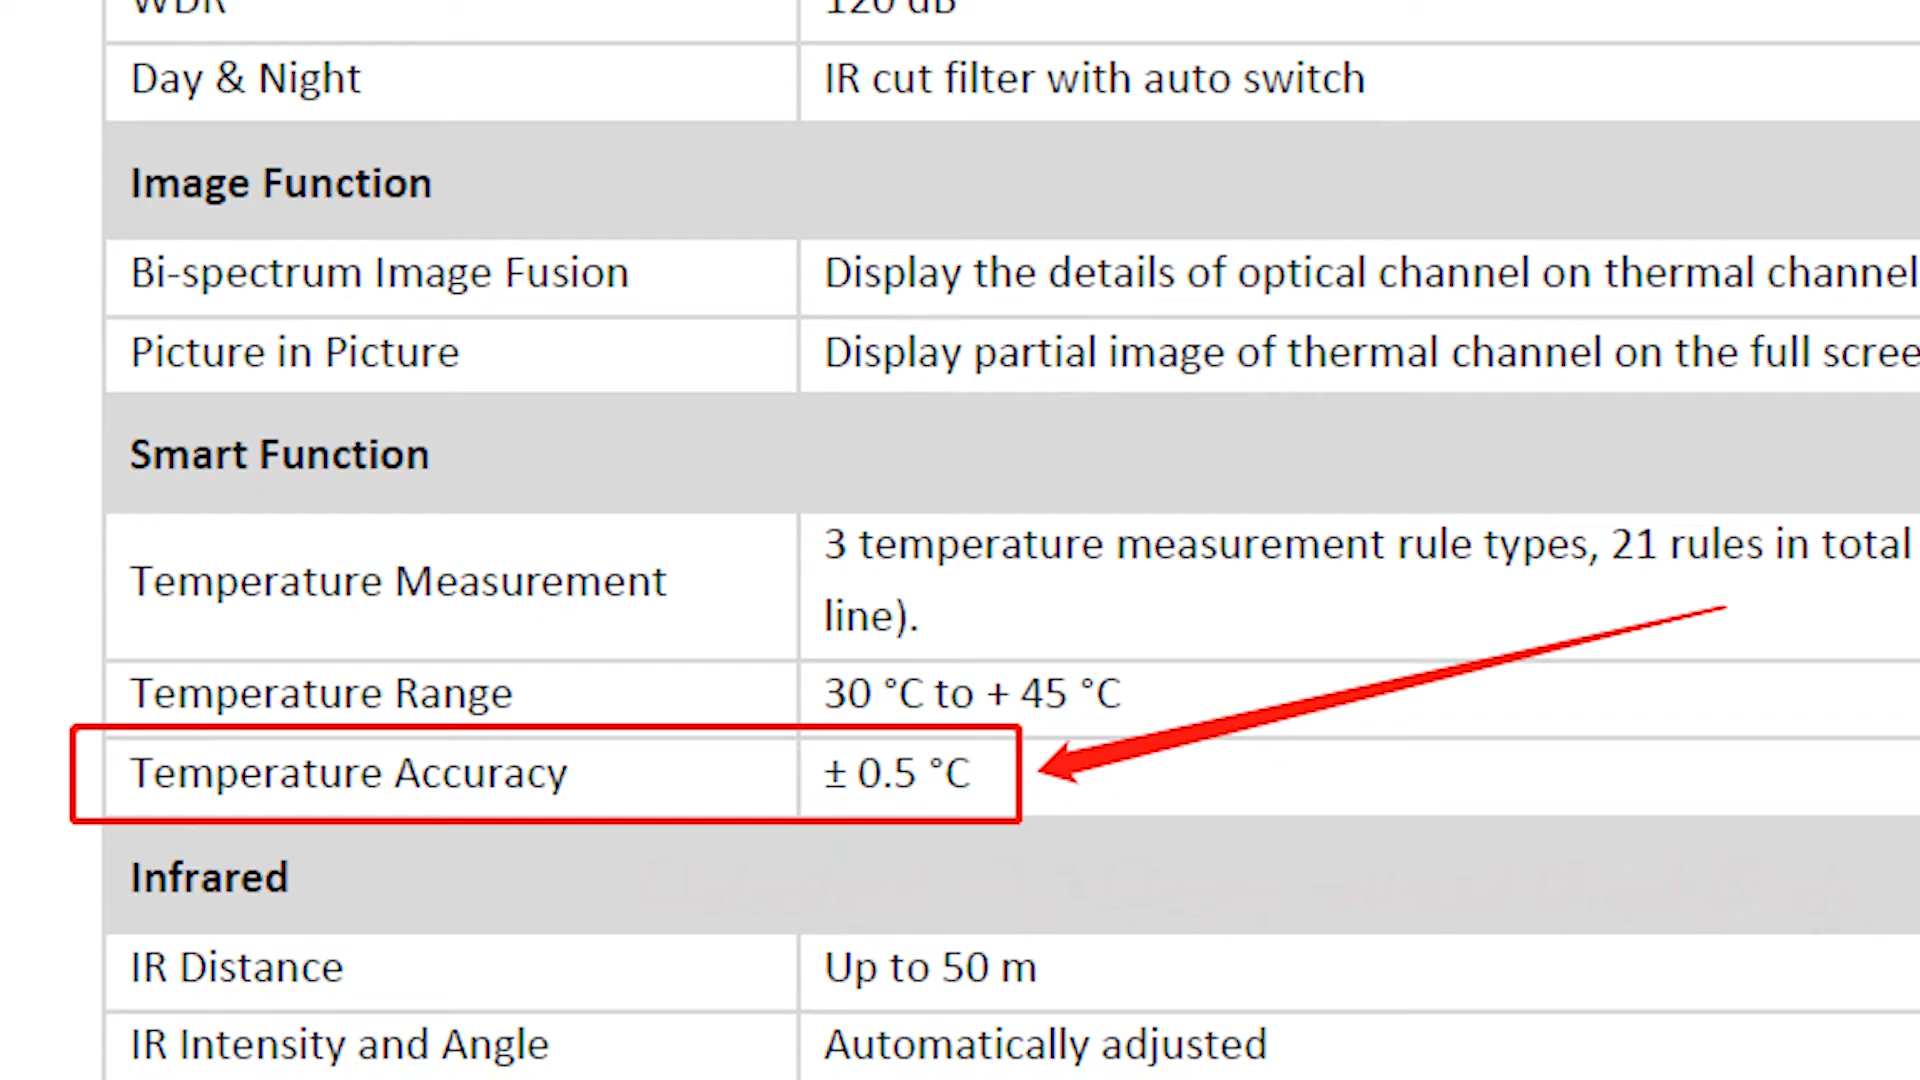 WDR 120 dB
Day & Night IR cut filter with auto switch
Image Function
Bi-spectrum Image Fusion Display the details of optical channel on thermal channel
Picture in Picture Display partial image of thermal channel on the full scree
Smart Function
Temperature Measurement 3 temperature measurement rule types, 21 rules in total
line).
Temperature Range 30 °C to + 45 °C
Temperature Accuracy ± 0.5 °C
Infrared
IR Distance Up to 50 m
IR Intensity and Angle Automatically adjusted